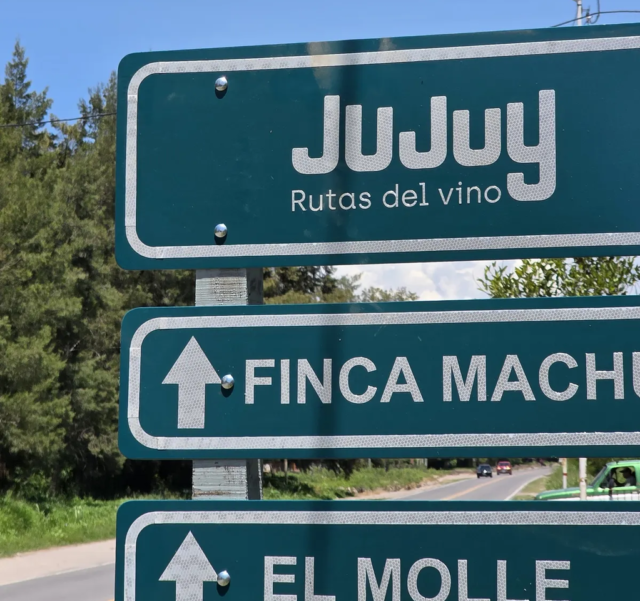 JUJUY
Rutas del vino
FINCA MACHU
EL MOLLE